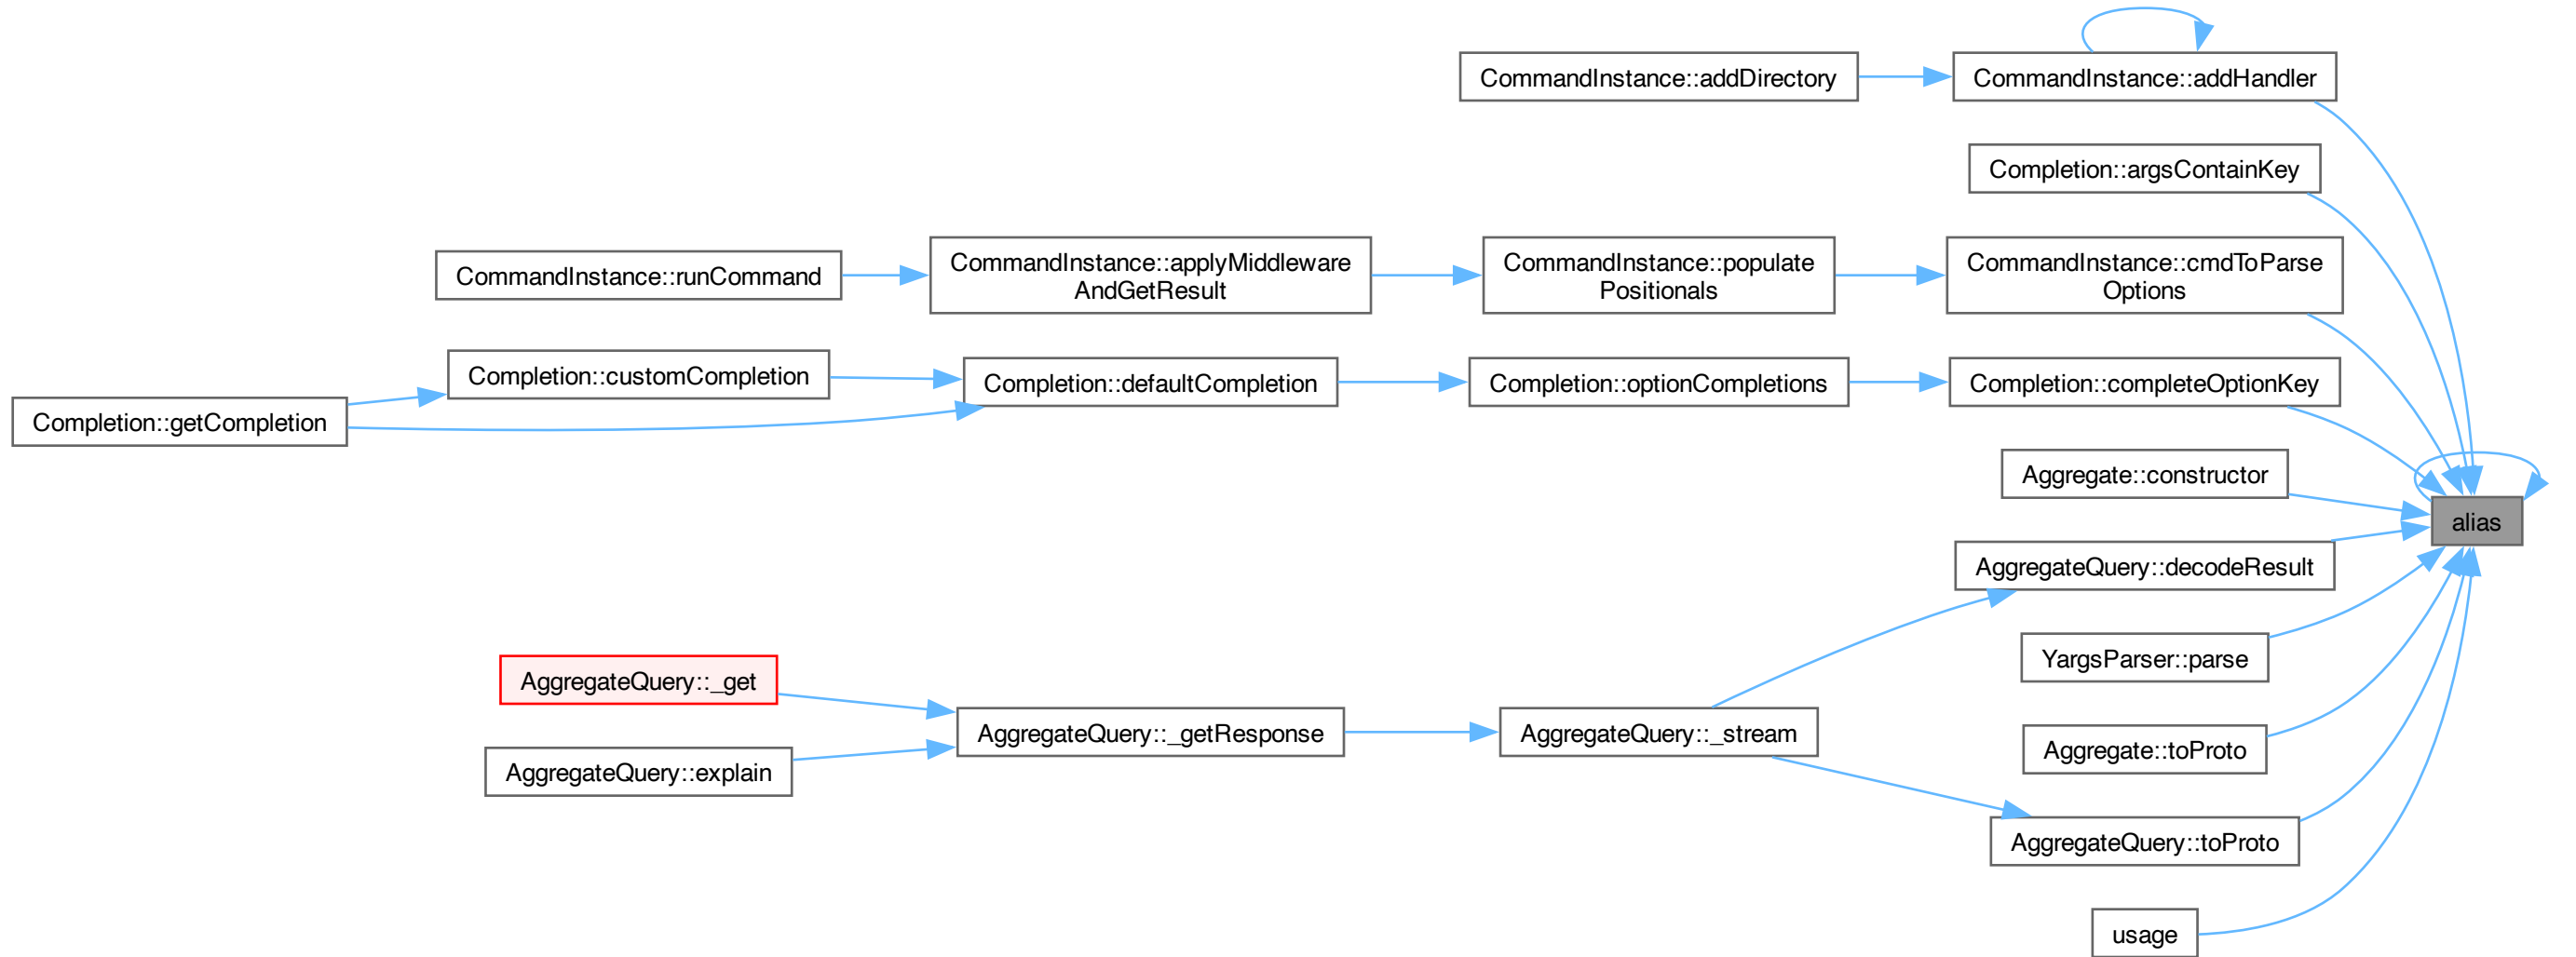 CommandInstance::addDirectory
CommandInstance::addHandler
Completion::argsContainKey
CommandInstance::runCommand
CommandInstance::applyMiddleware
AndGetResult
CommandInstance::populate
Positionals
CommandInstance::cmdToParse
Options
Completion::getCompletion
Completion::customCompletion
Completion::defaultCompletion
Completion::optionCompletions
Completion::completeOptionKey
Aggregate::constructor
alias
AggregateQuery::decodeResult
YargsParser::parse
AggregateQuery::_get
AggregateQuery::explain
AggregateQuery::_getResponse
AggregateQuery::_stream
Aggregate::toProto
AggregateQuery::toProto
usage